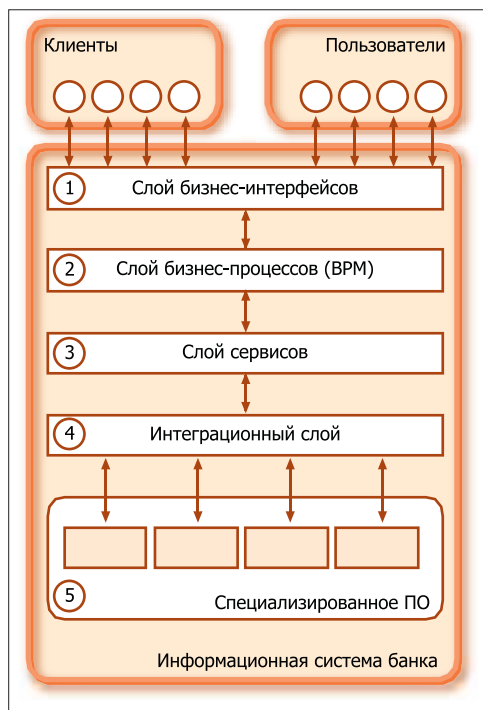 Клиенты
Пользователи
1
Слой бизнес-интерфейсов
2
Слой бизнес-процессов (BPM)
3
Слой сервисов
4
Интеграционный слой
5
Специализированное ПО
Информационная система банка